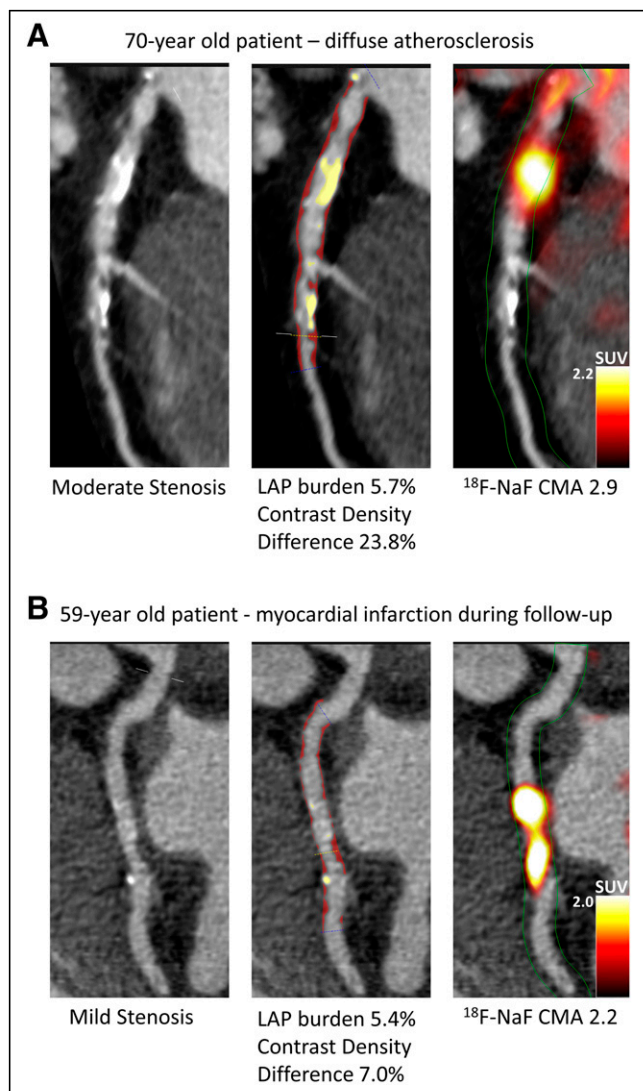 A
70-year old patient – diffuse atherosclerosis
SUV
2.2
Moderate Stenosis
LAP burden 5.7%
Contrast Density
Difference 23.8%
¹⁸F-NaF CMA 2.9
B
59-year old patient - myocardial infarction during follow-up
SUV
2.0
Mild Stenosis
LAP burden 5.4%
Contrast Density
Difference 7.0%
¹⁸F-NaF CMA 2.2